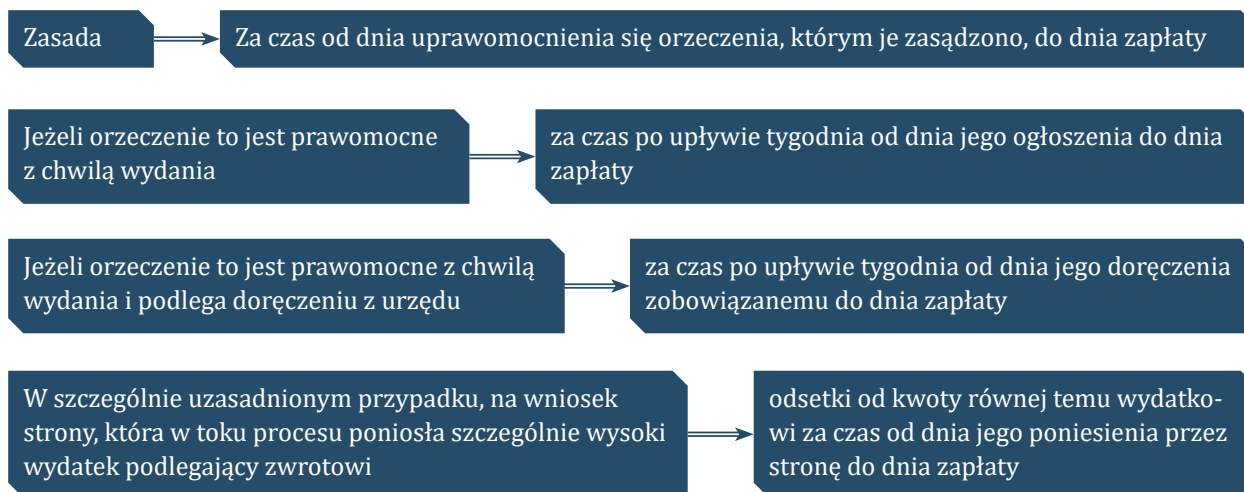 Zasada
Za czas od dnia uprawomocnienia się orzeczenia, którym je zasądzono, do dnia zapłaty
Jeżeli orzeczenie to jest prawomocne
z chwilą wydania
za czas po upływie tygodnia od dnia jego ogłoszenia do dnia
zapłaty
Jeżeli orzeczenie to jest prawomocne z chwilą
wydania i podlega doręczeniu z urzędu
za czas po upływie tygodnia od dnia jego doręczenia
zobowiązanemu do dnia zapłaty
W szczególnie uzasadnionym przypadku, na wniosek
strony, która w toku procesu poniosła szczególnie wysoki
wydatek podlegający zwrotowi
odsetki od kwoty równej temu wydatko-
wi za czas od dnia jego poniesienia przez
stronę do dnia zapłaty